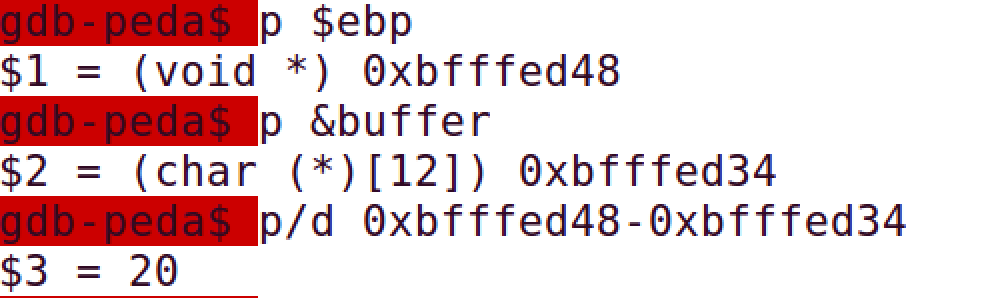 gdb-peda$ p $ebp
$1 = (void *) 0xbfffed48
gdb-peda$ p &buffer
$2 = (char (*)[12]) 0xbfffed34
gdb-peda$ p/d 0xbfffed48-0xbfffed34
$3 = 20